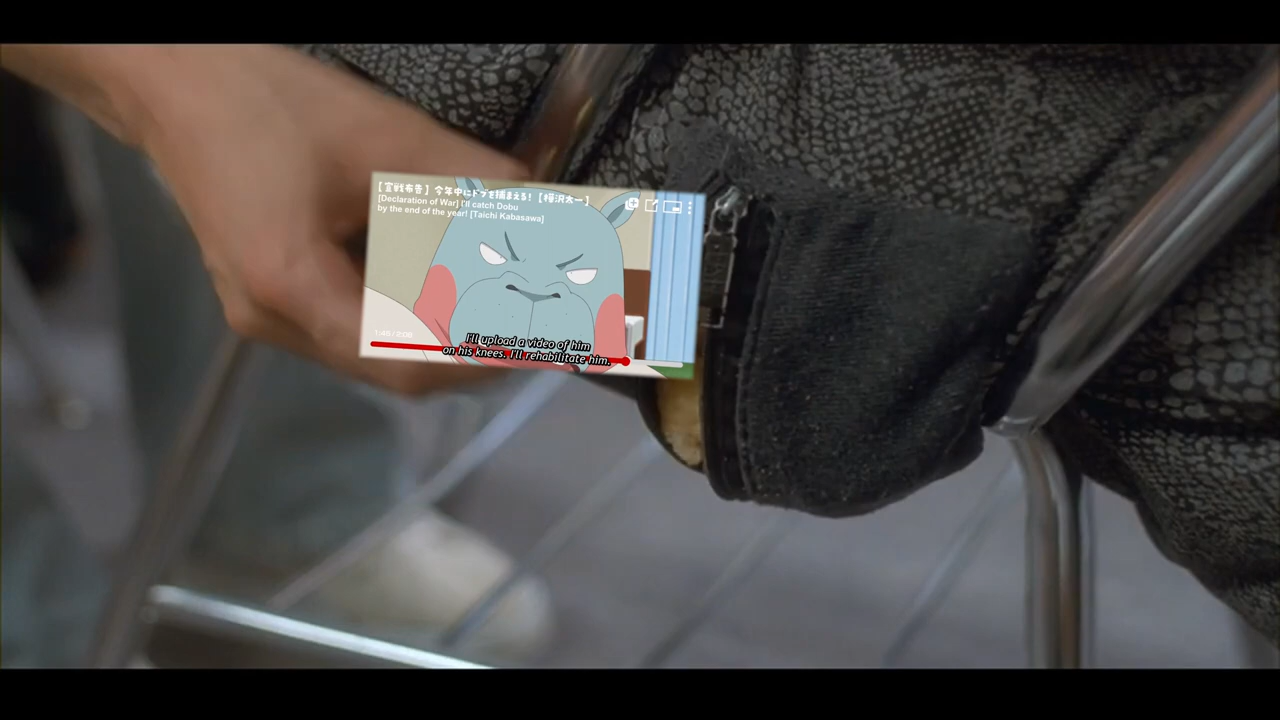 【宣戦布告】今年中にドブを捕まえる!【樺沢太一】
[Declaration of War] I'll catch Dobu
by the end of the year! [Taichi Kabasawa]
I'll upload a video of him
on his knees. I'll rehabilitate him.